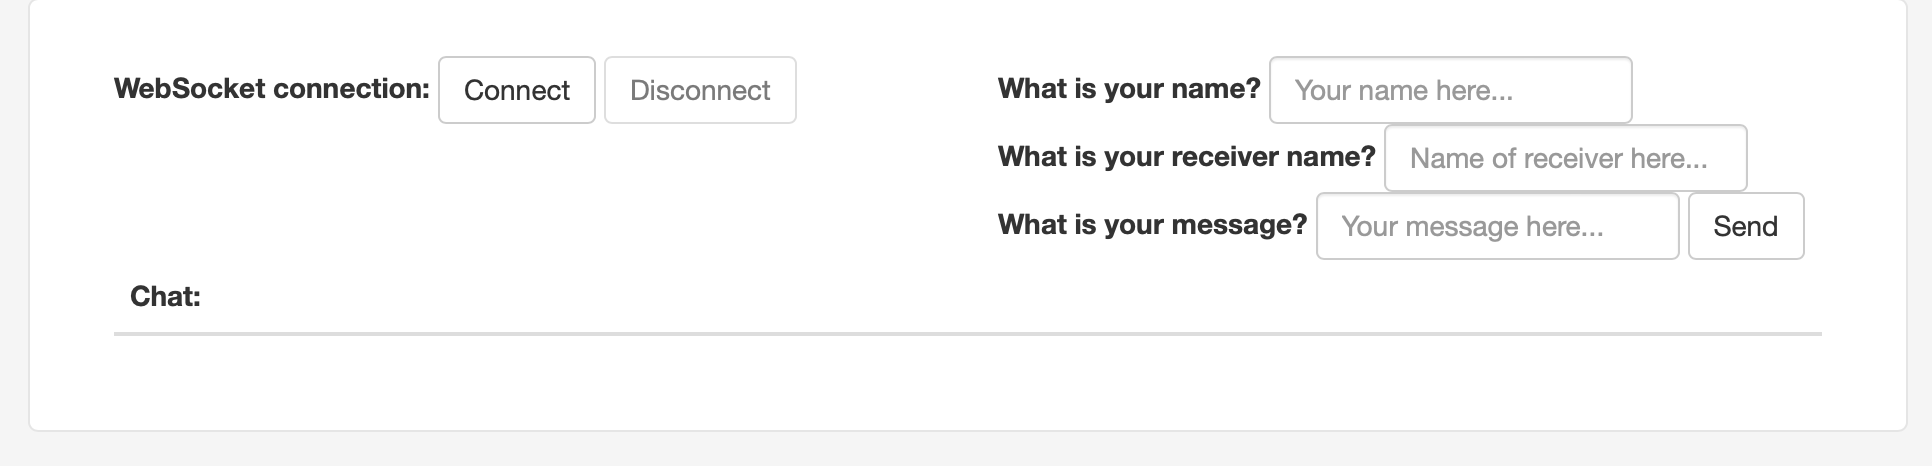 WebSocket connection: Connect Disconnect
What is your name? Your name here...
What is your receiver name? Name of receiver here...
What is your message? Your message here... Send
Chat: